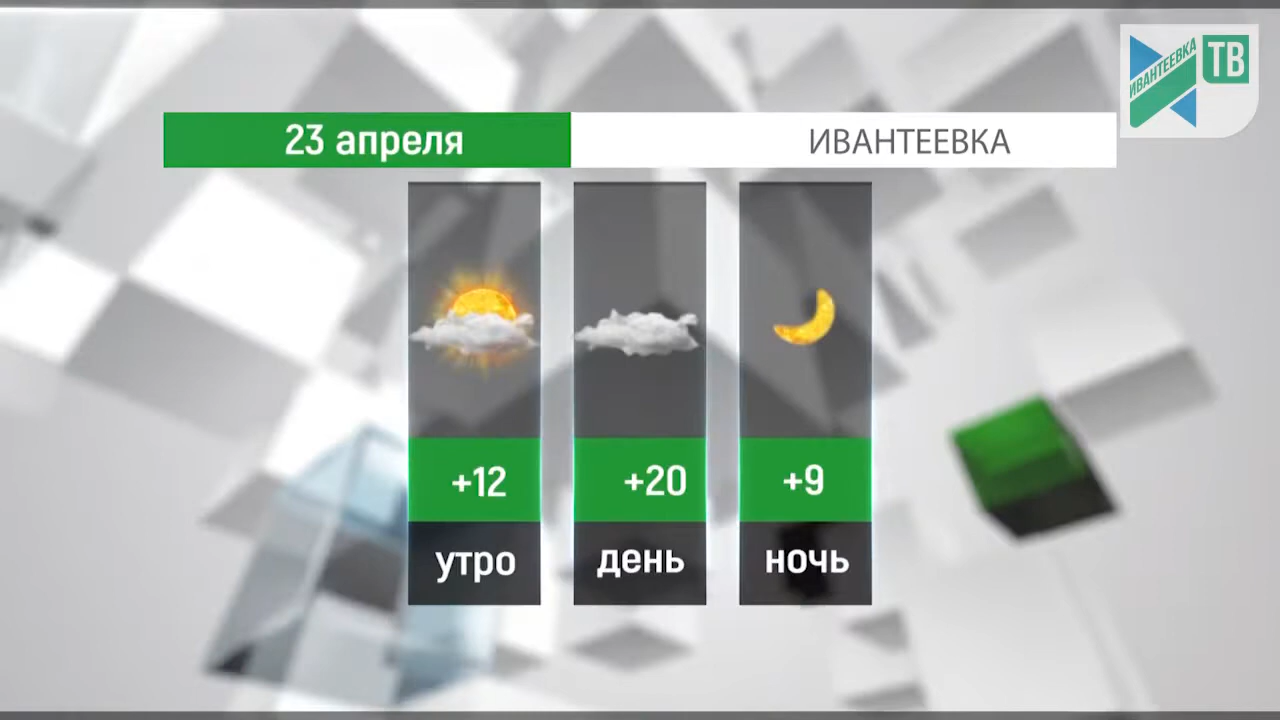 ИВАНТЕЕВКА ТВ
23 апреля
ИВАНТЕЕВКА
+12
+20
+9
утро
день
ночь